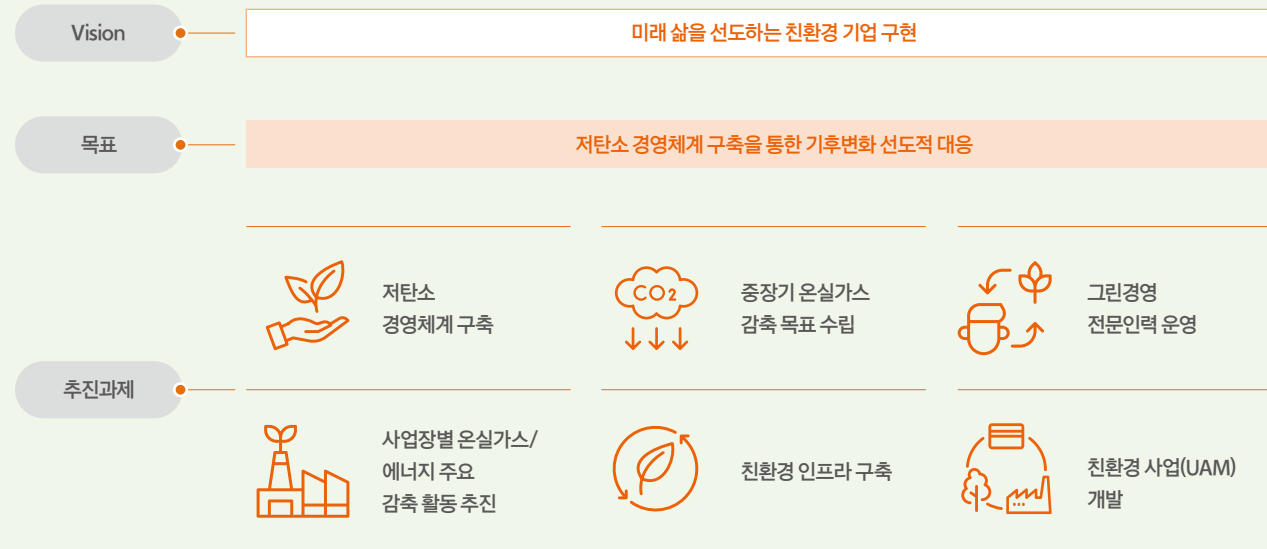 Vision
미래 삶을 선도하는 친환경 기업 구현
목표
저탄소 경영체계 구축을 통한 기후변화 선도적 대응
추진과제
저탄소
경영체계 구축
CO2
중장기 온실가스
감축 목표 수립
그린경영
전문인력 운영
사업장별 온실가스/
에너지 주요
감축 활동 추진
친환경 인프라 구축
친환경 사업(UAM)
개발